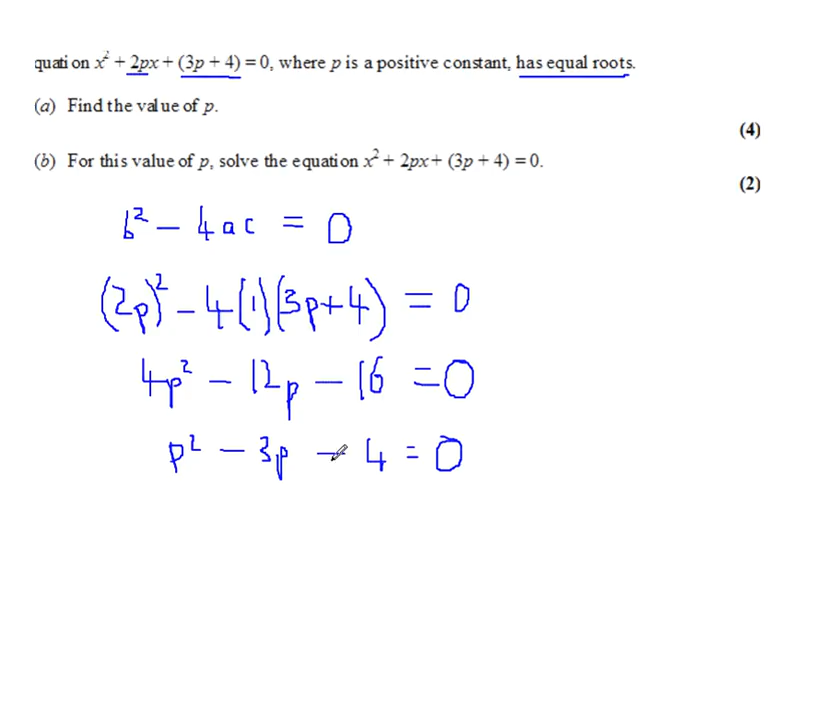 quation x² + 2px + (3p + 4) = 0, where p is a positive constant, has equal roots.
(a) Find the value of p.
(4)
(b) For this value of p, solve the equation x² + 2px + (3p + 4) = 0.
(2)
b² - 4ac = 0
(2p)² - 4(1)(3p+4) = 0
4p² - 12p - 16 = 0
p² - 3p - 4 = 0